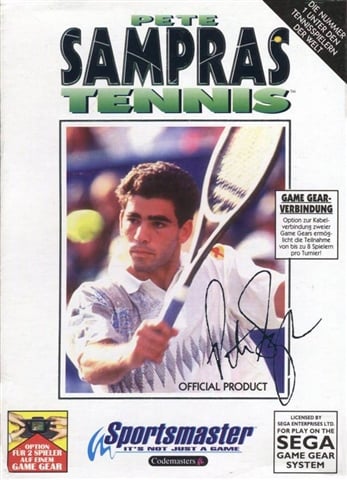 PETE
SAMPRAS
TENNIS™
DIE NUMMER
1 UNTER DEN
TENNISSPIELERN
DER WELT
GAME GEAR-
VERBINDUNG
Option zur Kabel-
verbindung zweier
Game Gears ermög-
licht die Teilnahme
von bis zu 8 Spielern
pro Turnier!
OFFICIAL PRODUCT
OPTION
FÜR 2 SPIELER
AUF EINEM
GAME GEAR
Sportsmaster™
IT'S NOT JUST A GAME
Codemasters
LICENSED BY
SEGA ENTERPRISES LTD.
FOR PLAY ON THE
SEGA
GAME GEAR
SYSTEM